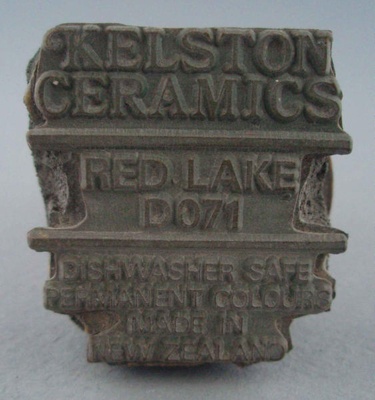 KELSTON
CERAMICS
RED LAKE
D071
DISHWASHER SAFE
PERMANENT COLOURS
MADE IN
NEW ZEALAND